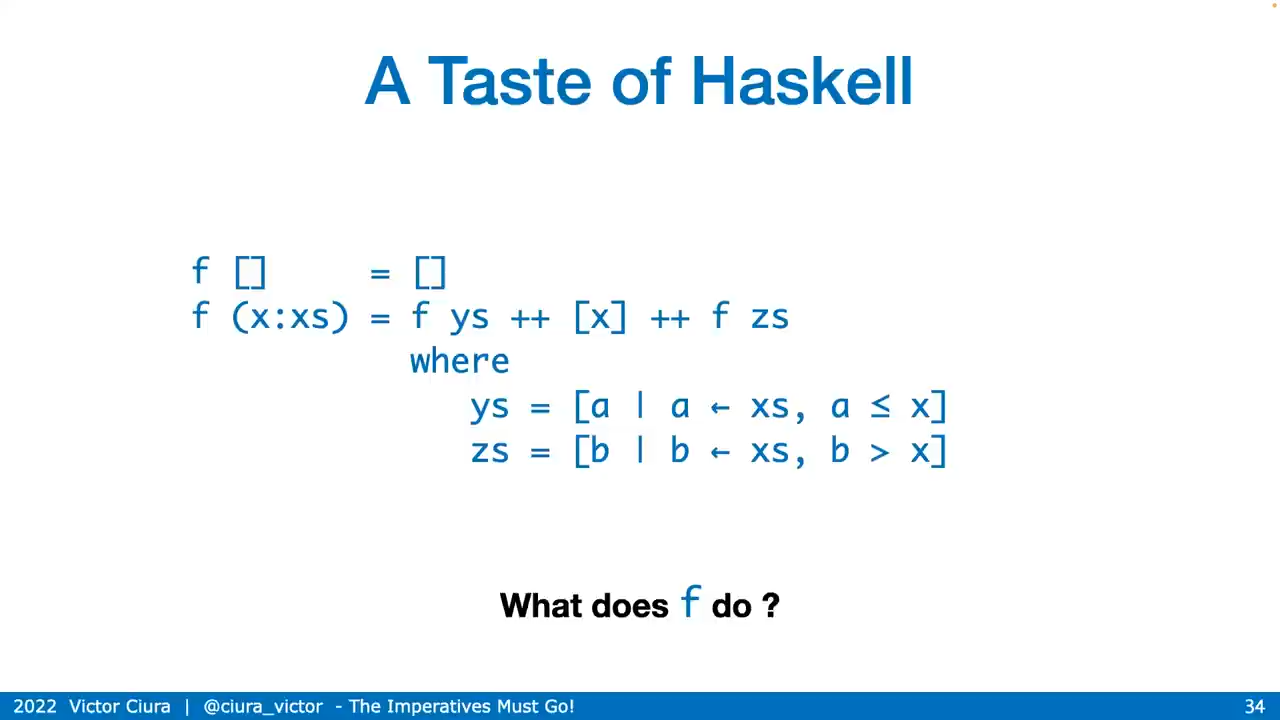 A Taste of Haskell
f []     = []
f (x:xs) = f ys ++ [x] ++ f zs
           where
              ys = [a | a ← xs, a ≤ x]
              zs = [b | b ← xs, b > x]
What does f do ?
2022 Victor Ciura | @ciura_victor - The Imperatives Must Go!
34